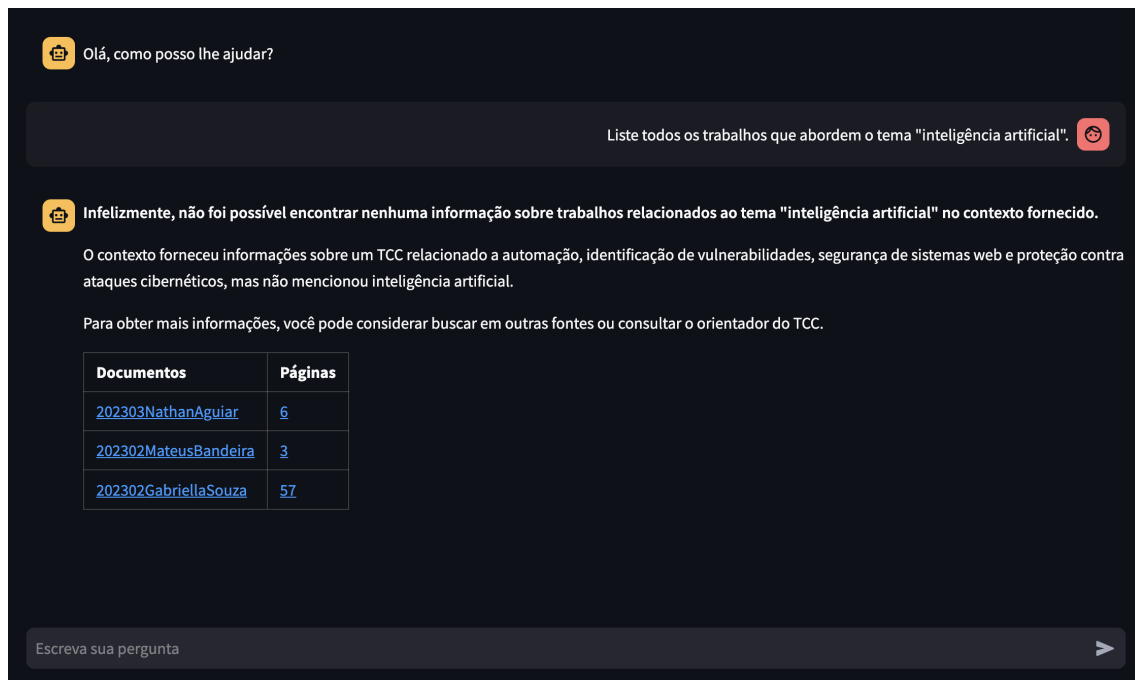 Olá, como posso lhe ajudar?
Liste todos os trabalhos que abordem o tema "inteligência artificial".
Infelizmente, não foi possível encontrar nenhuma informação sobre trabalhos relacionados ao tema "inteligência artificial" no contexto fornecido.
O contexto forneceu informações sobre um TCC relacionado a automação, identificação de vulnerabilidades, segurança de sistemas web e proteção contra
ataques cibernéticos, mas não mencionou inteligência artificial.
Para obter mais informações, você pode considerar buscar em outras fontes ou consultar o orientador do TCC.
Documentos Páginas
202303NathanAguiar 6
202302MateusBandeira 3
202302GabriellaSouza 57
Escreva sua pergunta